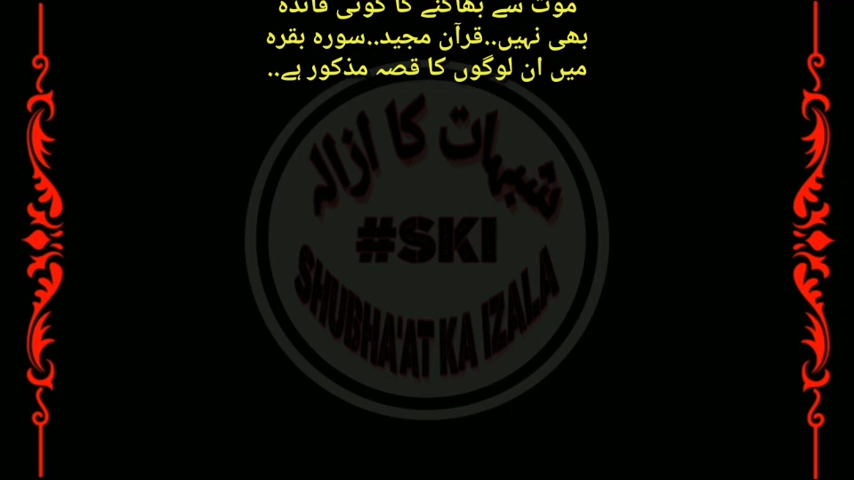 موت سے بھاگنے کا کوئی فائدہ
بھی نہیں..قرآن مجید..سورہ بقرہ
میں ان لوگوں کا قصہ مذکور ہے..
شبہات کا ازالہ
#SKI
SHUBHA'AT KA IZALA